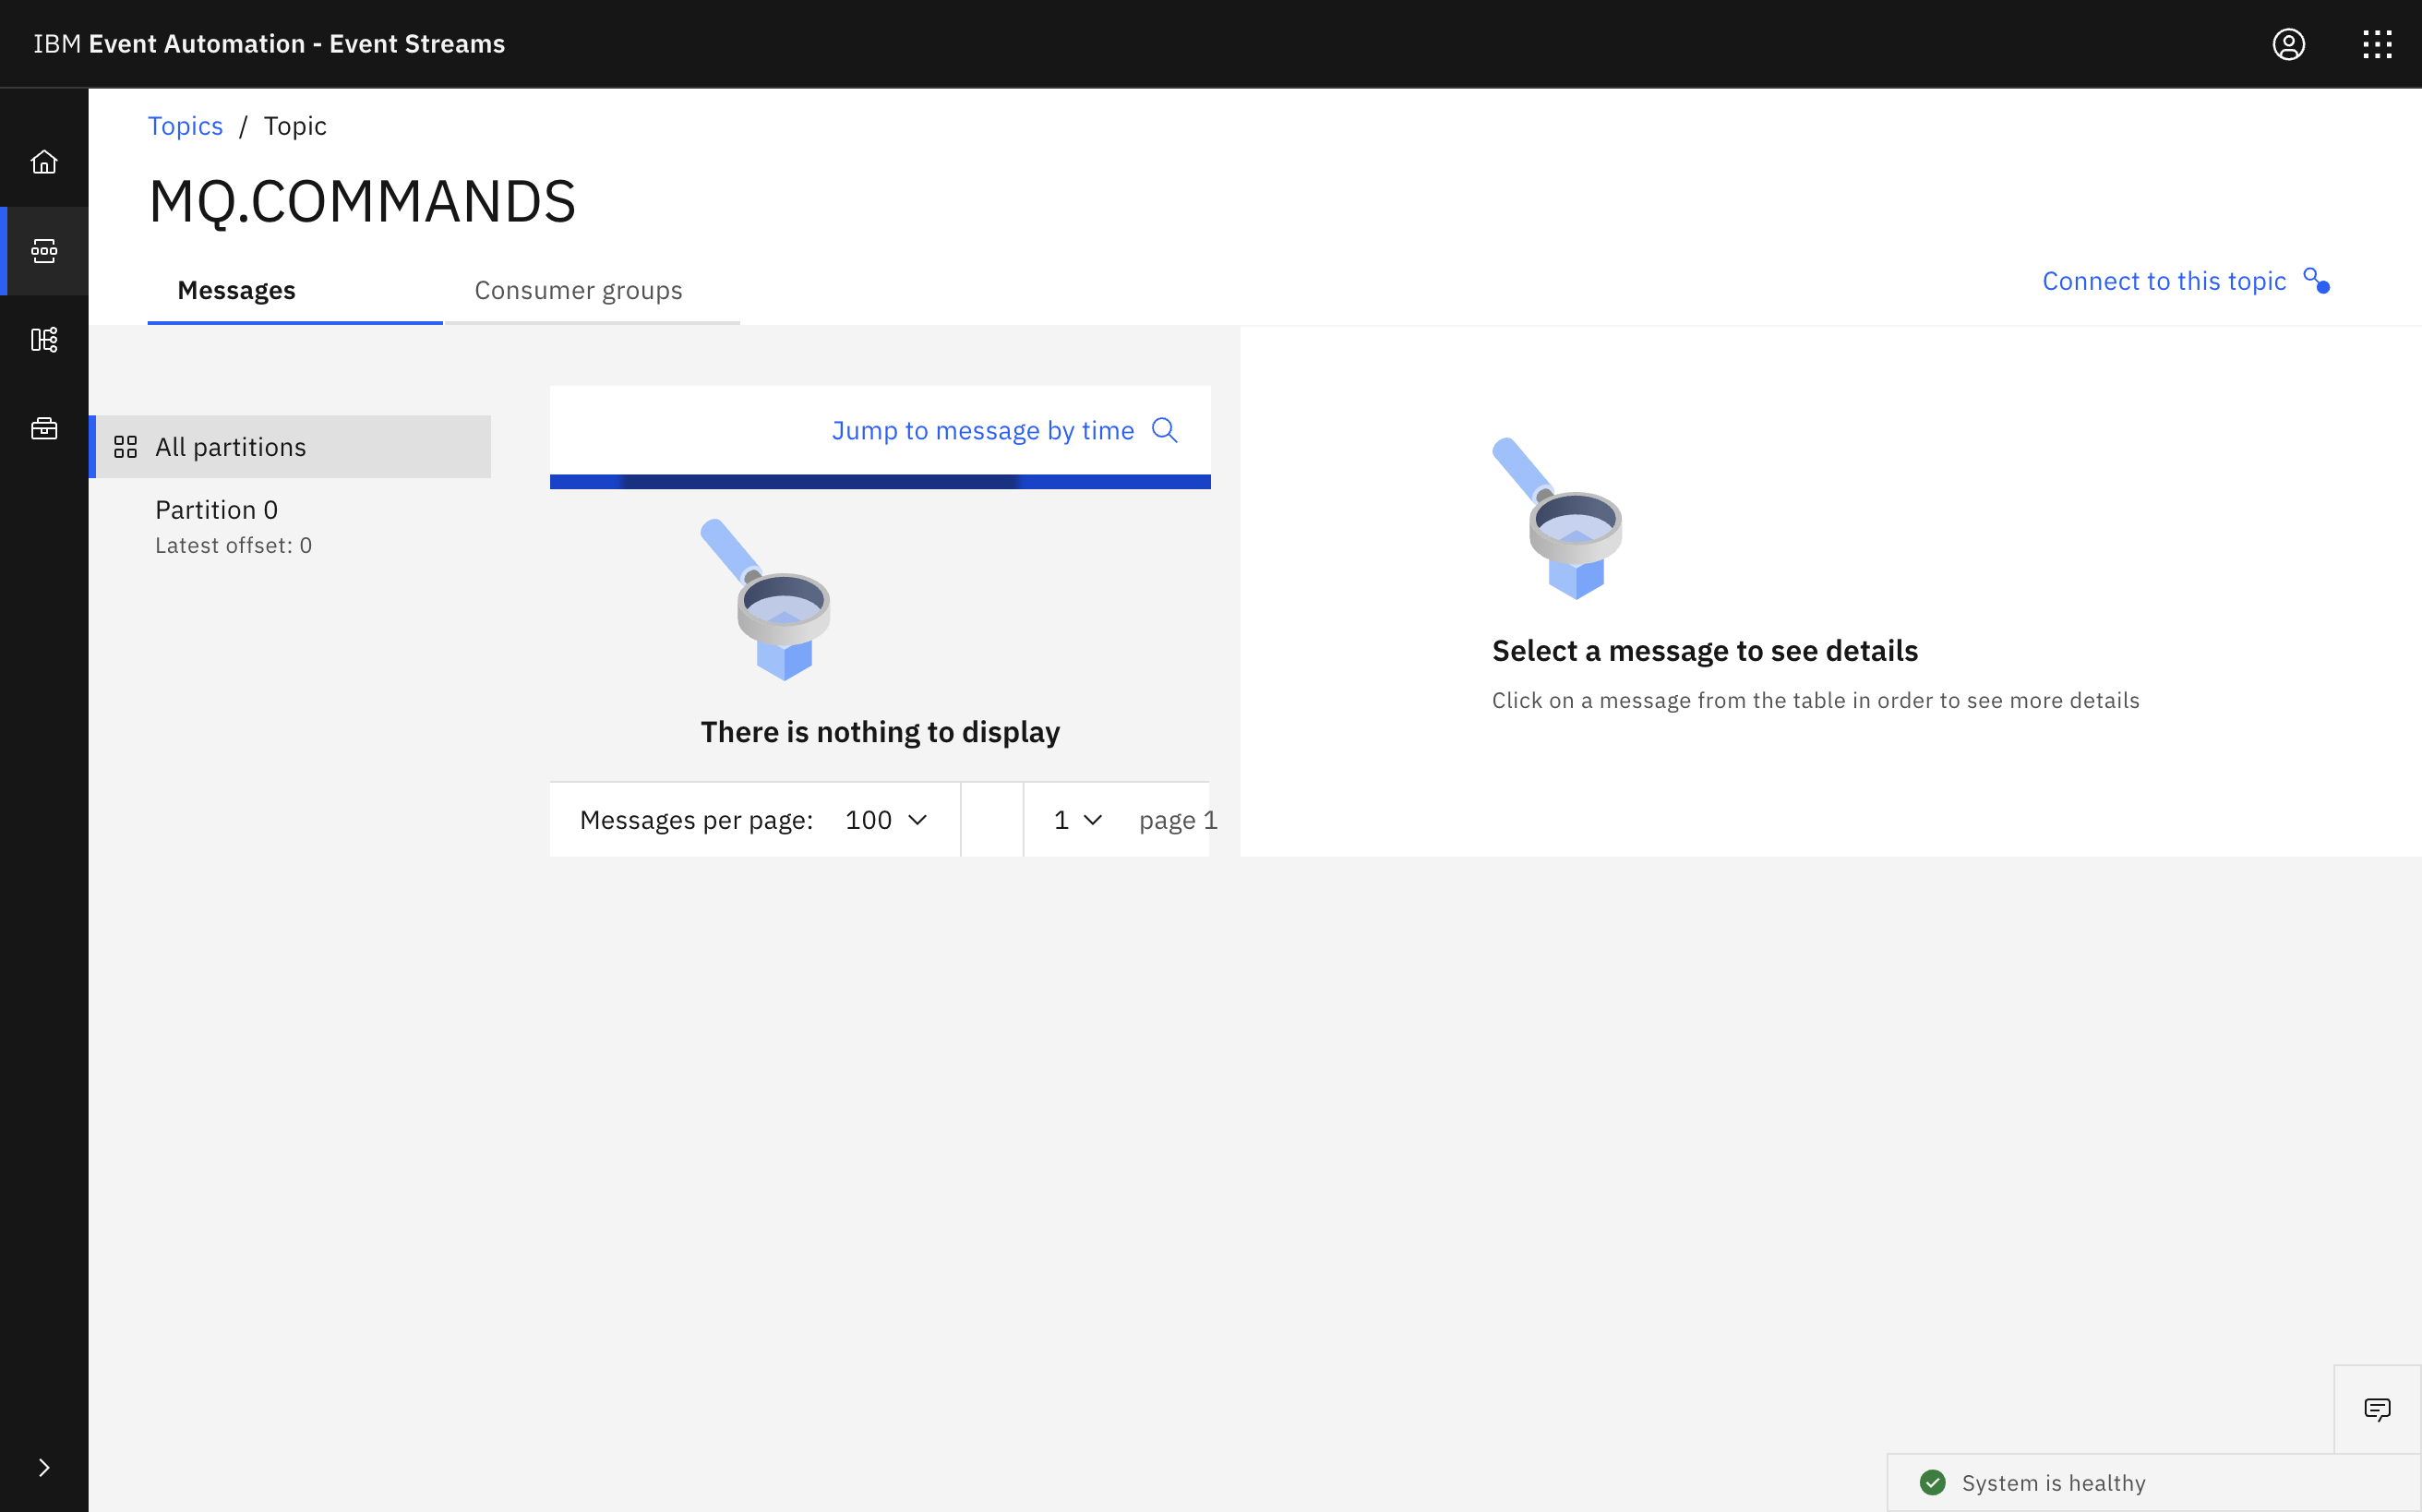 IBM Event Automation - Event Streams
Topics / Topic
MQ.COMMANDS
Messages
Consumer groups
Connect to this topic
All partitions
Partition 0
Latest offset: 0
Jump to message by time
There is nothing to display
Messages per page: 100
1
page 1
Select a message to see details
Click on a message from the table in order to see more details
System is healthy